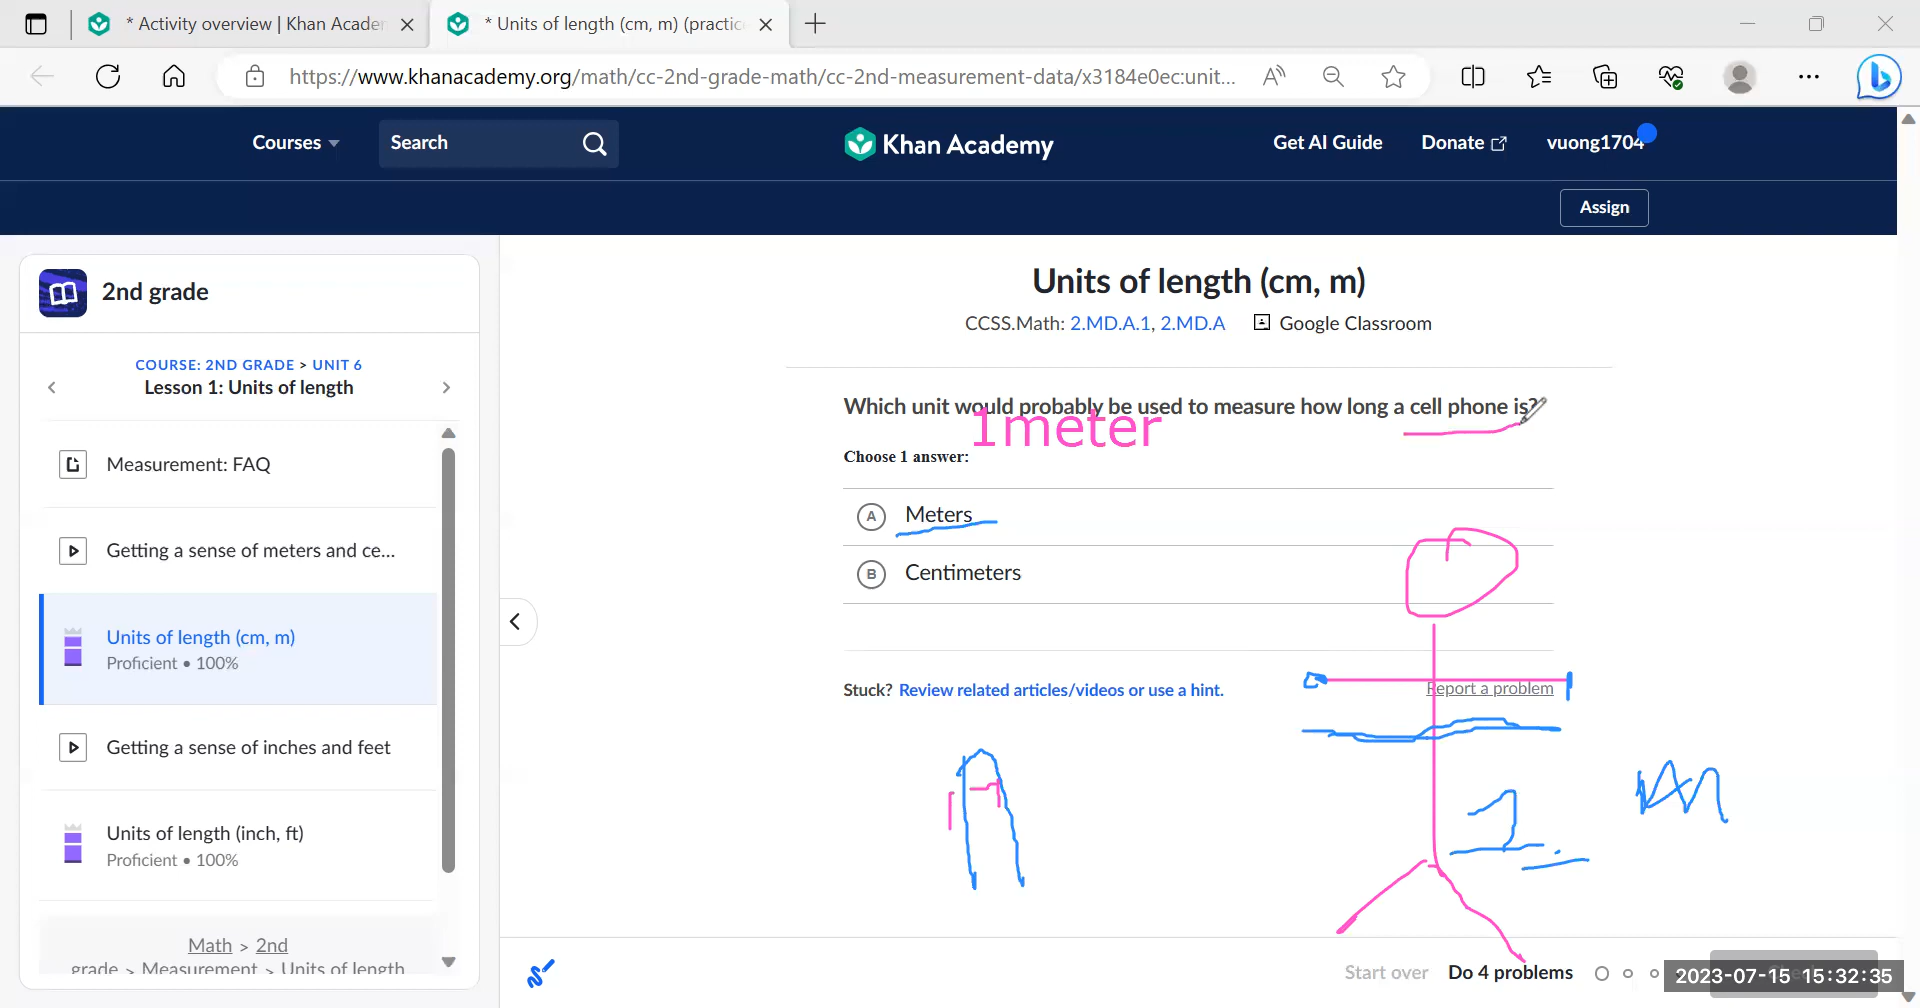 * Activity overview | Khan Acade
* Units of length (cm, m) (practic
https://www.khanacademy.org/math/cc-2nd-grade-math/cc-2nd-measurement-data/x3184e0ec:unit...
Courses
Search
Khan Academy
Get AI Guide
Donate
vuong1704
Assign
2nd grade
COURSE: 2ND GRADE > UNIT 6
Lesson 1: Units of length
Measurement: FAQ
Getting a sense of meters and ce...
Units of length (cm, m)
Proficient • 100%
Getting a sense of inches and feet
Units of length (inch, ft)
Proficient • 100%
Math > 2nd
grade > Measurement > Units of length
Units of length (cm, m)
CCSS.Math: 2.MD.A.1, 2.MD.A Google Classroom
Which unit would probably be used to measure how long a cell phone is?
1meter
Choose 1 answer:
A Meters
B Centimeters
Stuck? Review related articles/videos or use a hint.
Report a problem
1
m
Start over
Do 4 problems
2023-07-15 15:32:35